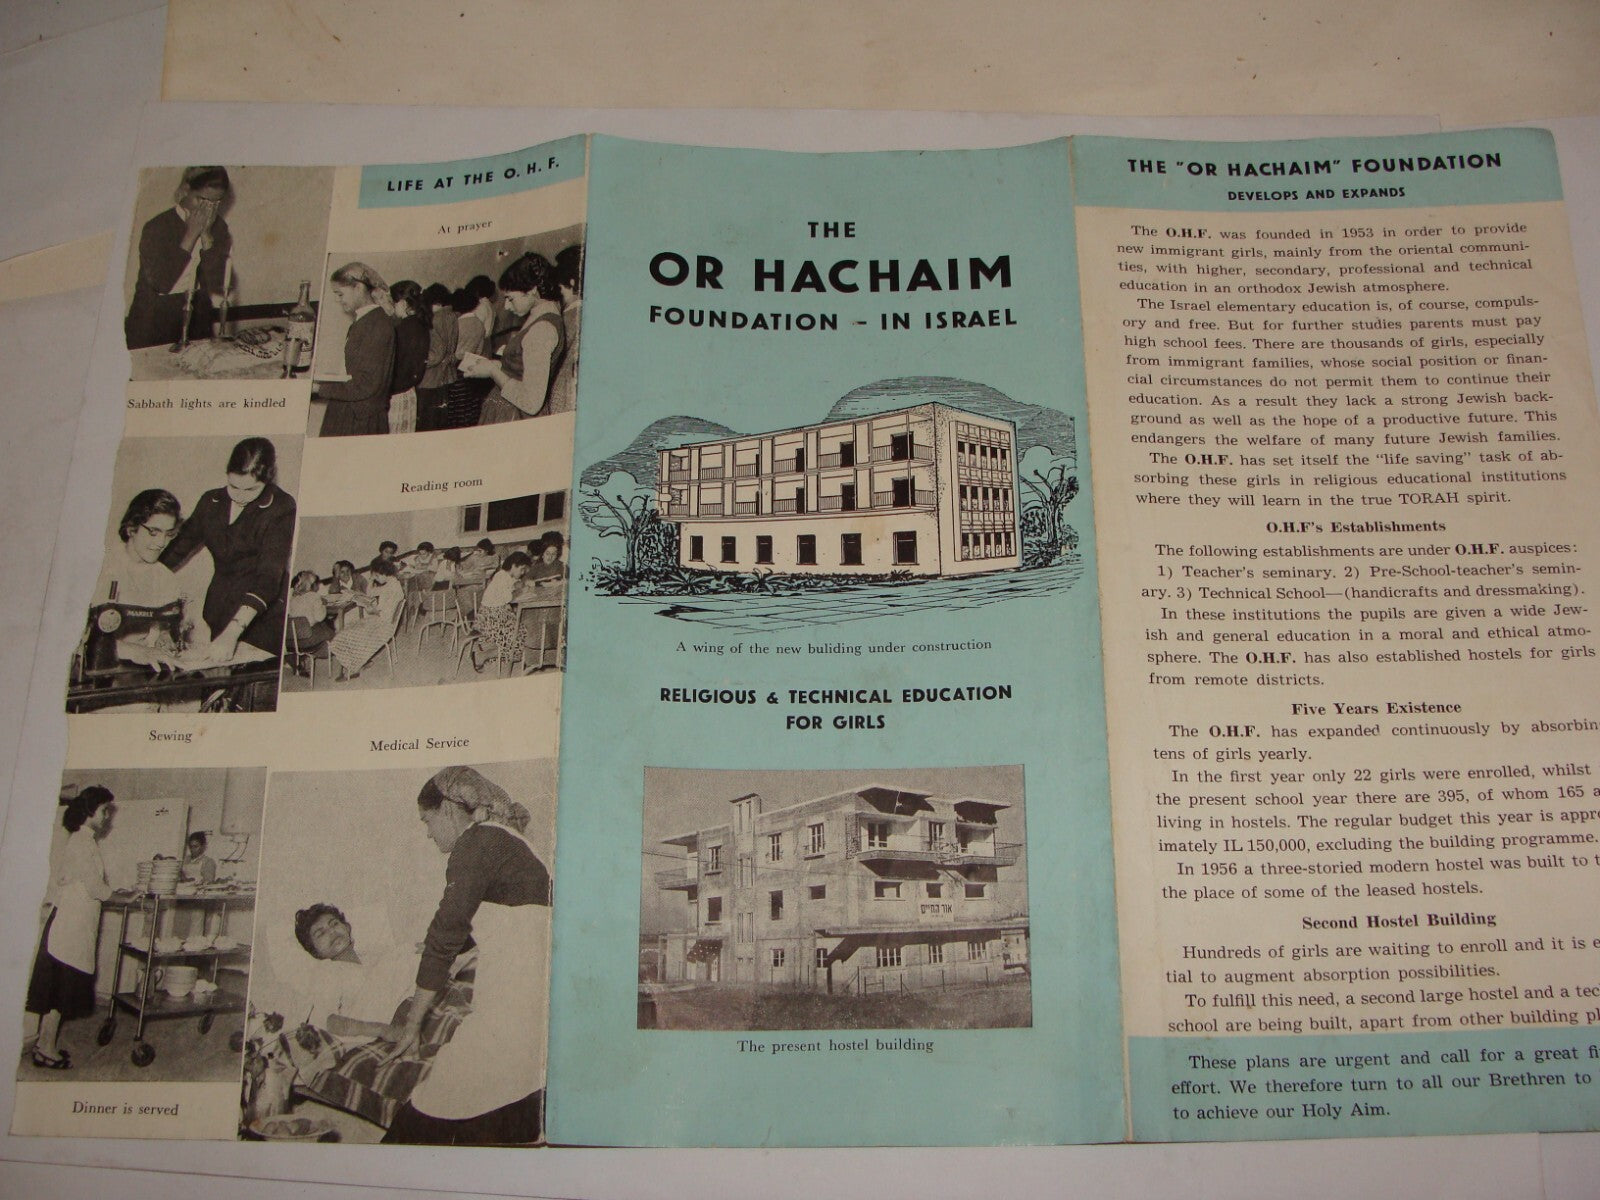 LIFE AT THE O. H. F.
At prayer
Sabbath lights are kindled
Reading room
Sewing
Medical Service
Dinner is served
THE
OR HACHAIM
FOUNDATION - IN ISRAEL
A wing of the new buliding under construction
RELIGIOUS & TECHNICAL EDUCATION
FOR GIRLS
אור החיים
The present hostel building
THE "OR HACHAIM" FOUNDATION
DEVELOPS AND EXPANDS
The O.H.F. was founded in 1953 in order to provide
new immigrant girls, mainly from the oriental communi-
ties, with higher, secondary, professional and technical
education in an orthodox Jewish atmosphere.
The Israel elementary education is, of course, compuls-
ory and free. But for further studies parents must pay
high school fees. There are thousands of girls, especially
from immigrant families, whose social position or finan-
cial circumstances do not permit them to continue their
education. As a result they lack a strong Jewish back-
ground as well as the hope of a productive future. This
endangers the welfare of many future Jewish families.
The O.H.F. has set itself the "life saving" task of ab-
sorbing these girls in religious educational institutions
where they will learn in the true TORAH spirit.
O.H.F's Establishments
The following establishments are under O.H.F. auspices:
1) Teacher's seminary. 2) Pre-School-teacher's semin-
ary. 3) Technical School—(handicrafts and dressmaking).
In these institutions the pupils are given a wide Jew-
ish and general education in a moral and ethical atmo-
sphere. The O.H.F. has also established hostels for girls
from remote districts.
Five Years Existence
The O.H.F. has expanded continuously by absorbin
tens of girls yearly.
In the first year only 22 girls were enrolled, whilst
the present school year there are 395, of whom 165 a
living in hostels. The regular budget this year is appr
imately IL 150,000, excluding the building programme.
In 1956 a three-storied modern hostel was built to t
the place of some of the leased hostels.
Second Hostel Building
Hundreds of girls are waiting to enroll and it is e
tial to augment absorption possibilities.
To fulfill this need, a second large hostel and a tec
school are being built, apart from other building pl
These plans are urgent and call for a great fi
effort. We therefore turn to all our Brethren to
to achieve our Holy Aim.